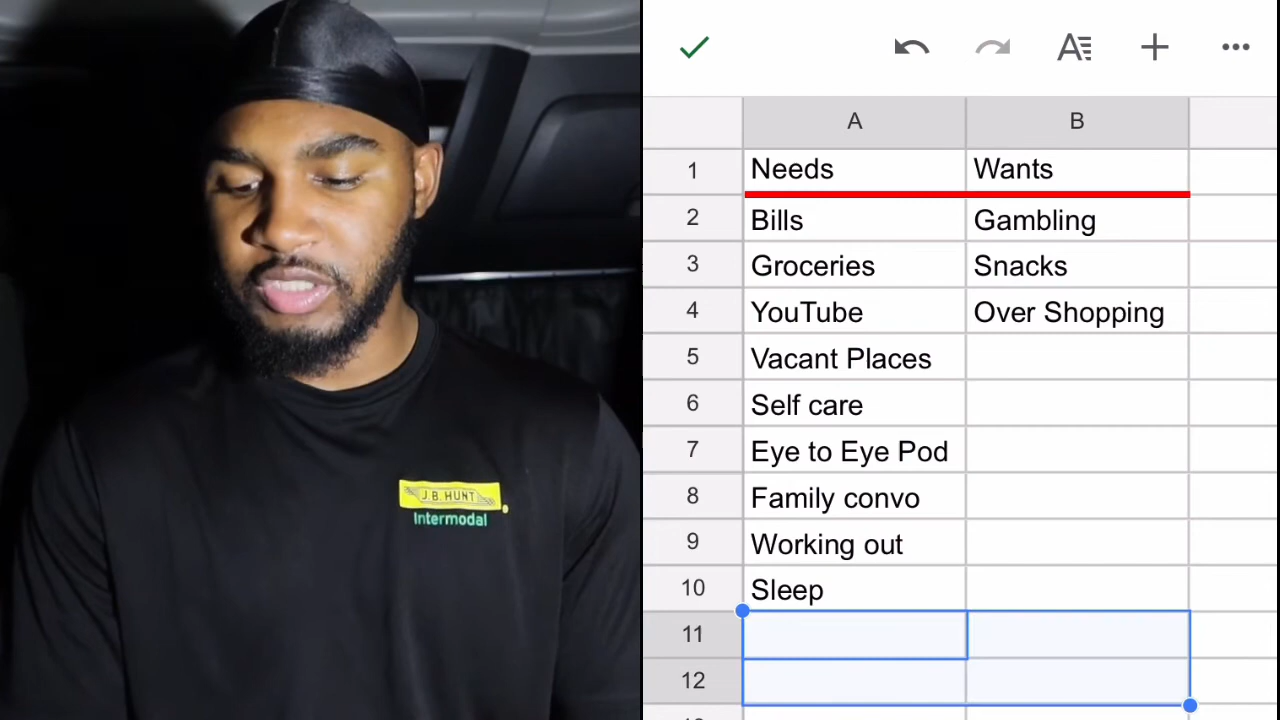 J.B. HUNT
Intermodal
A B
1 Needs Wants
2 Bills Gambling
3 Groceries Snacks
4 YouTube Over Shopping
5 Vacant Places
6 Self care
7 Eye to Eye Pod
8 Family convo
9 Working out
10 Sleep
11
12